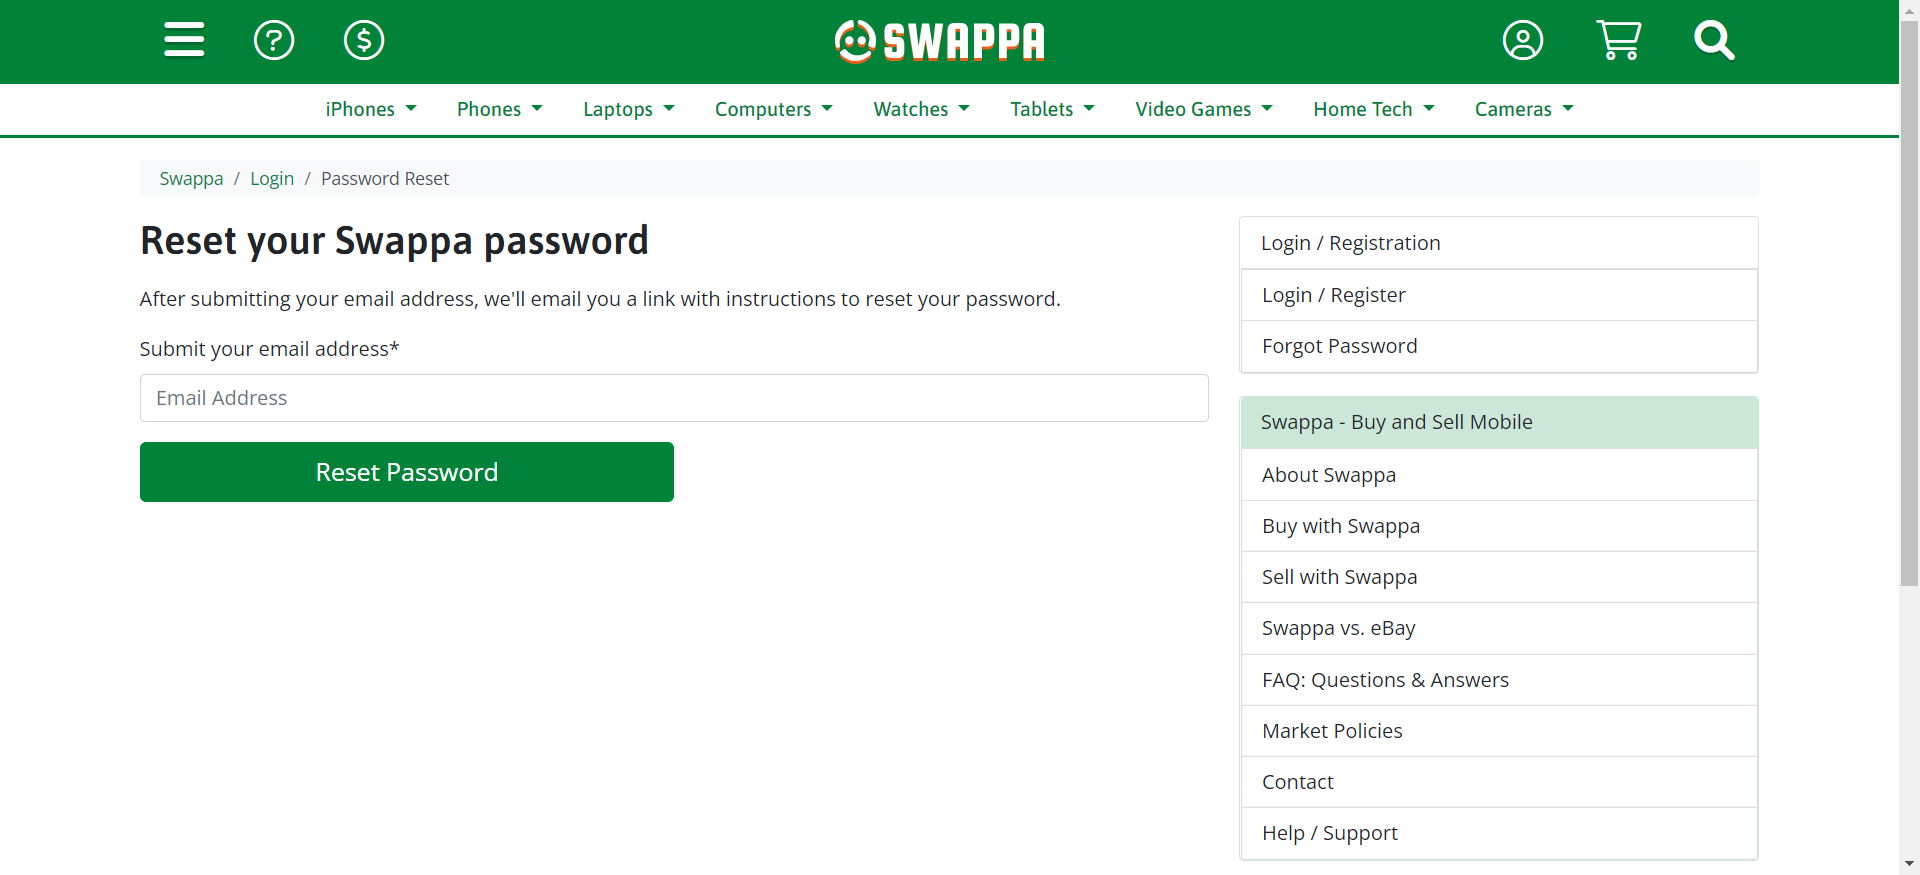 SWAPPA
iPhones
Phones
Laptops
Computers
Watches
Tablets
Video Games
Home Tech
Cameras
Swappa / Login / Password Reset
Reset your Swappa password
After submitting your email address, we'll email you a link with instructions to reset your password.
Submit your email address*
Email Address
Reset Password
Login / Registration
Login / Register
Forgot Password
Swappa - Buy and Sell Mobile
About Swappa
Buy with Swappa
Sell with Swappa
Swappa vs. eBay
FAQ: Questions & Answers
Market Policies
Contact
Help / Support